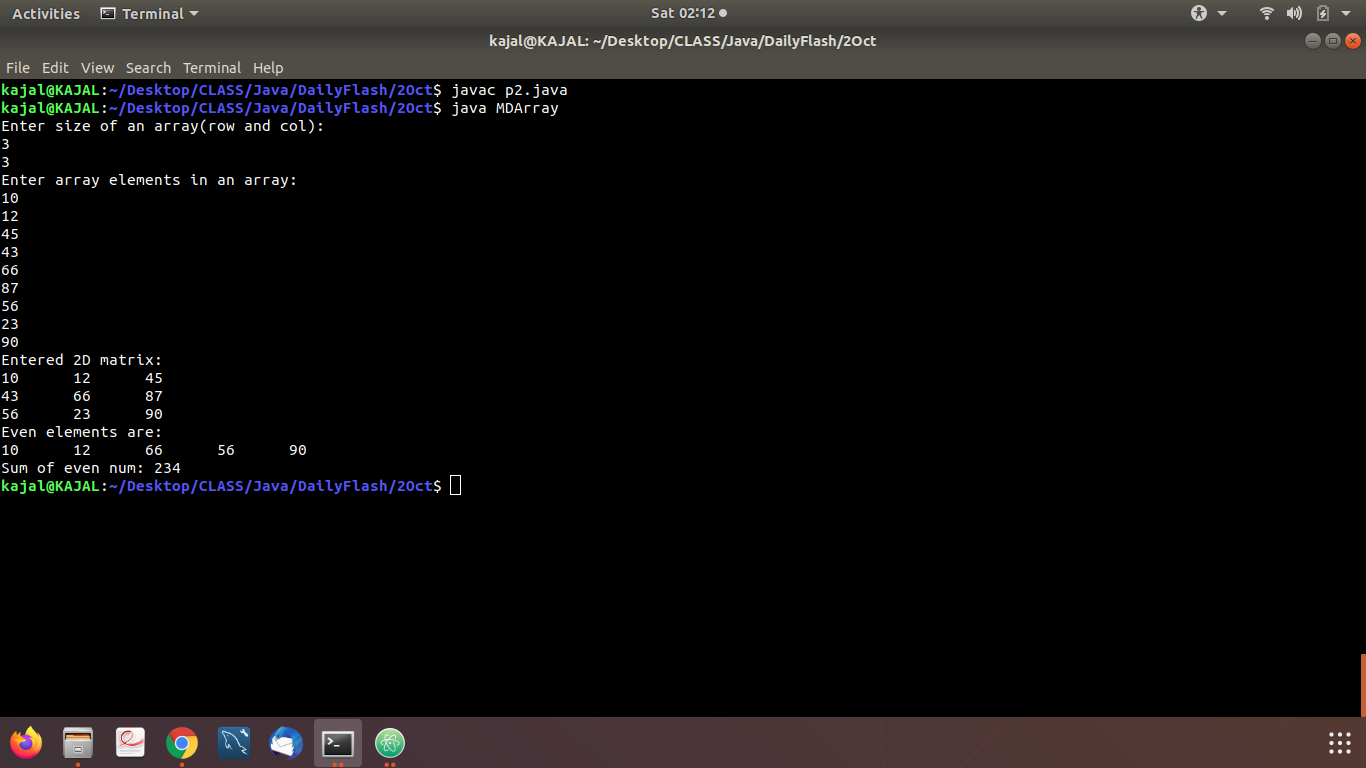 Activities Terminal Sat 02:12
kajal@KAJAL: ~/Desktop/CLASS/Java/DailyFlash/2Oct
File Edit View Search Terminal Help
kajal@KAJAL:~/Desktop/CLASS/Java/DailyFlash/2Oct$ javac p2.java
kajal@KAJAL:~/Desktop/CLASS/Java/DailyFlash/2Oct$ java MDArray
Enter size of an array(row and col):
3
3
Enter array elements in an array:
10
12
45
43
66
87
56
23
90
Entered 2D matrix:
10 12 45
43 66 87
56 23 90
Even elements are:
10 12 66 56 90
Sum of even num: 234
kajal@KAJAL:~/Desktop/CLASS/Java/DailyFlash/2Oct$